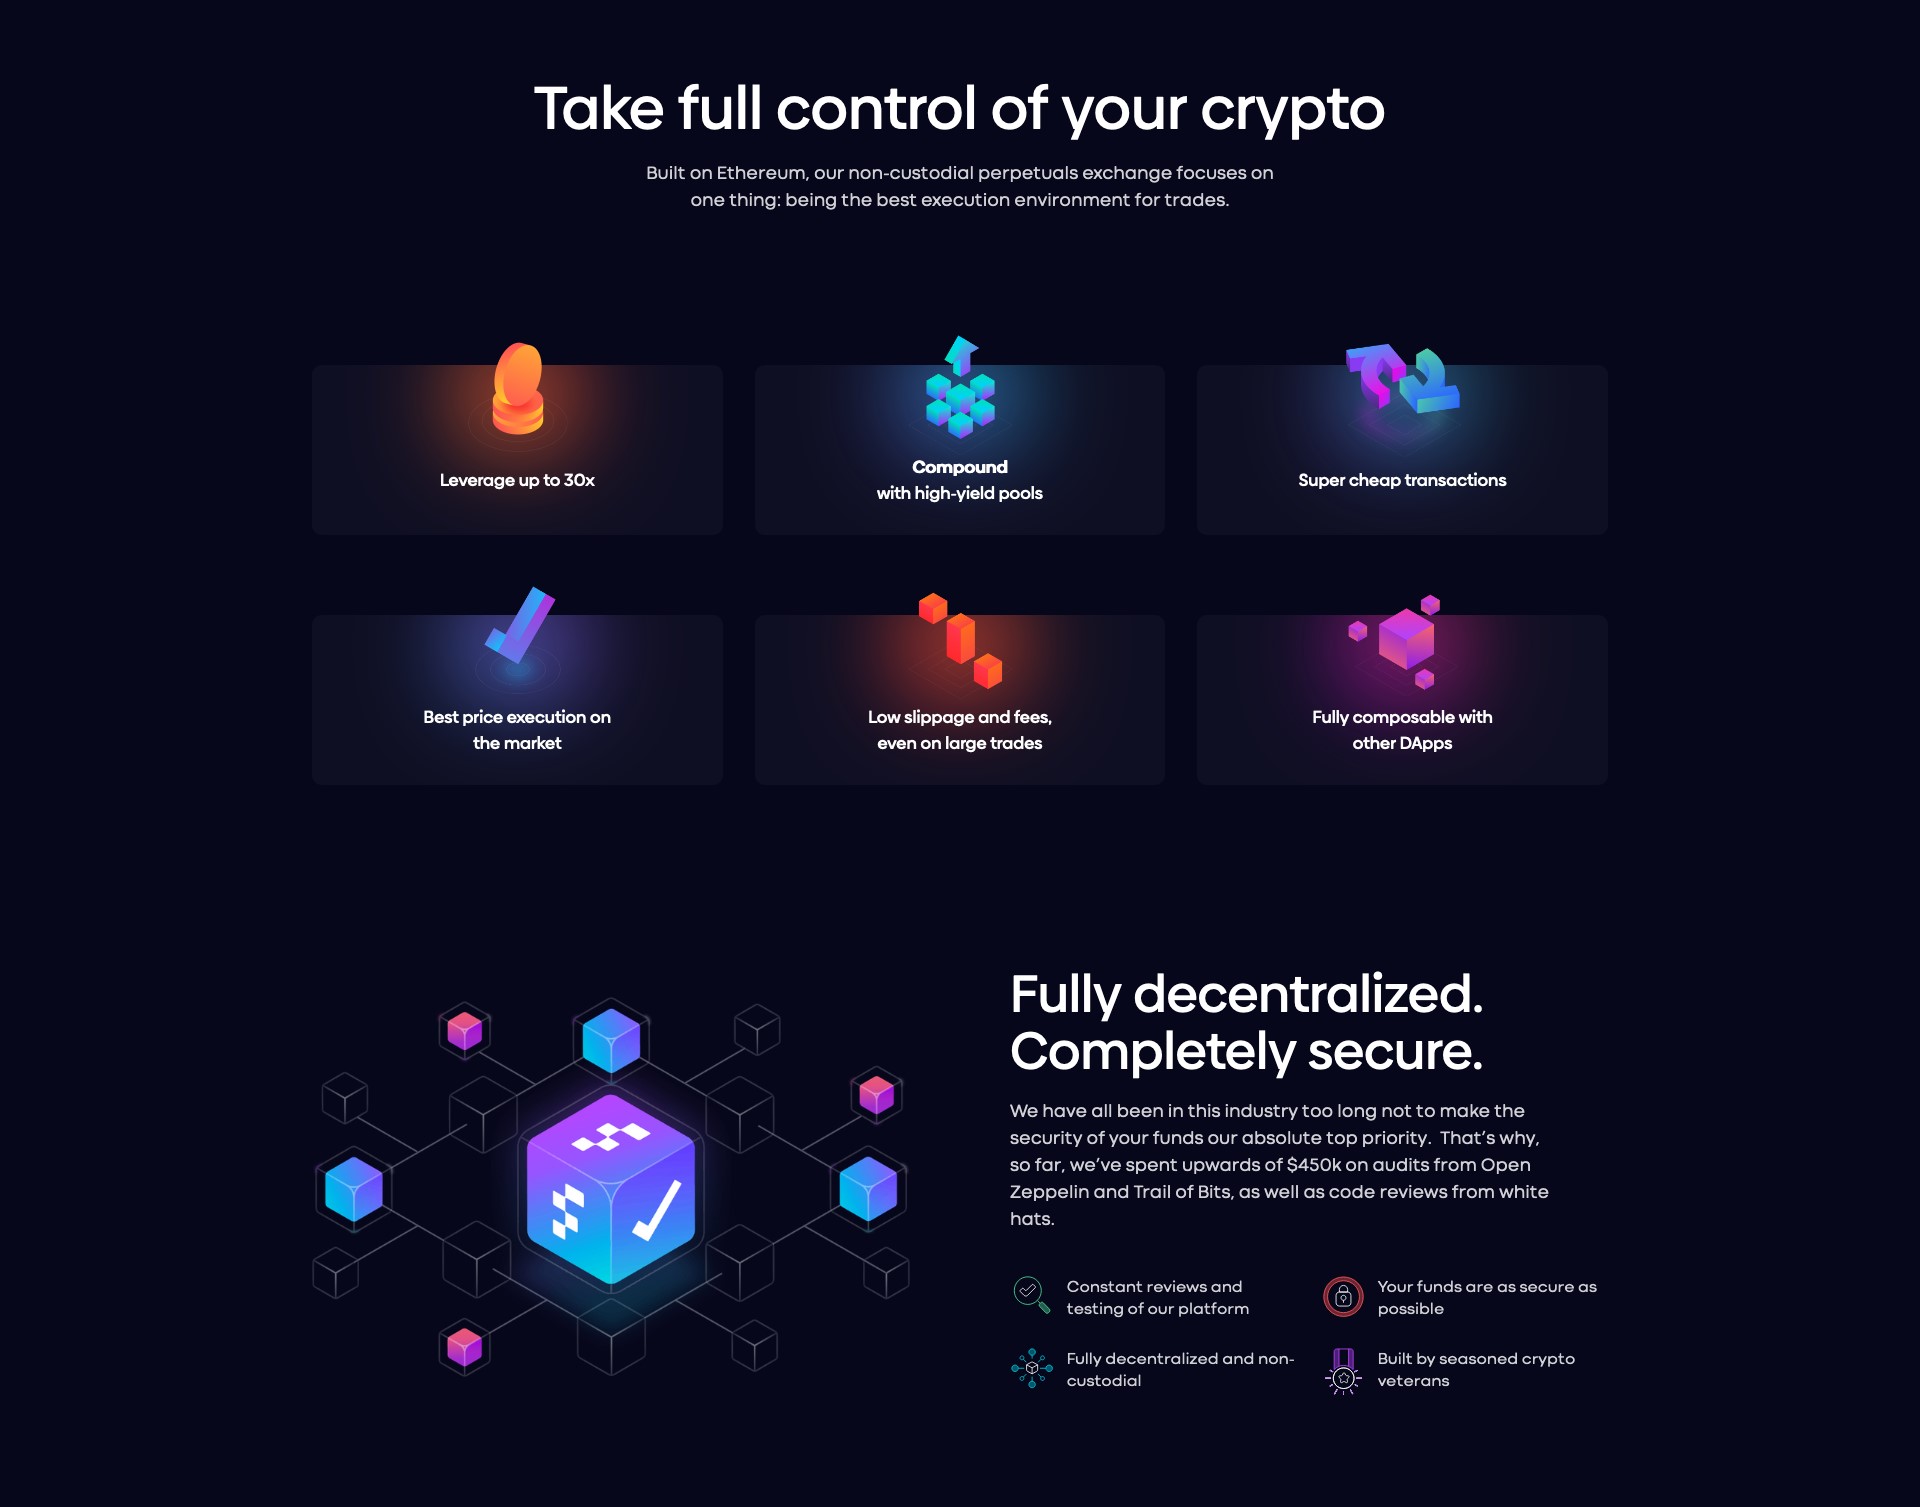 Take full control of your crypto
Built on Ethereum, our non-custodial perpetuals exchange focuses on
one thing: being the best execution environment for trades.
Leverage up to 30x
Compound
with high-yield pools
Super cheap transactions
Best price execution on
the market
Low slippage and fees,
even on large trades
Fully composable with
other DApps
Fully decentralized.
Completely secure.
We have all been in this industry too long not to make the
security of your funds our absolute top priority.  That’s why,
so far, we’ve spent upwards of $450k on audits from Open
Zeppelin and Trail of Bits, as well as code reviews from white
hats.
Constant reviews and
testing of our platform
Your funds are as secure as
possible
Fully decentralized and non-
custodial
Built by seasoned crypto
veterans